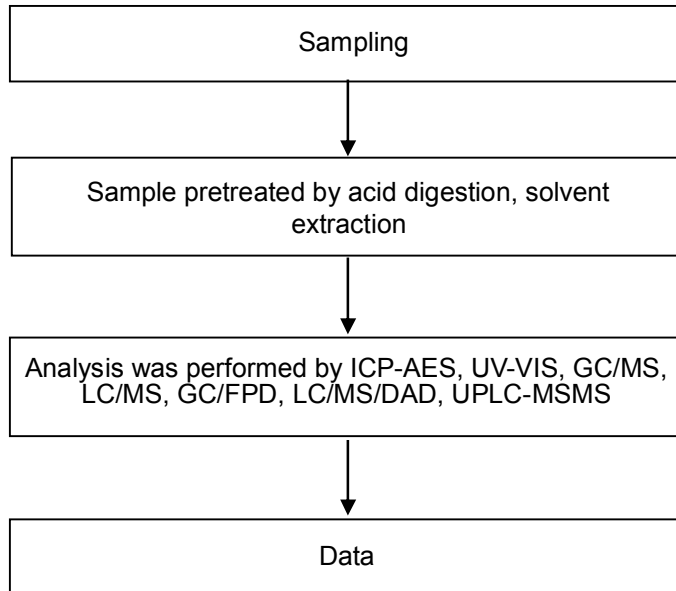 Sampling
Sample pretreated by acid digestion, solvent
extraction
Analysis was performed by ICP-AES, UV-VIS, GC/MS,
LC/MS, GC/FPD, LC/MS/DAD, UPLC-MSMS
Data